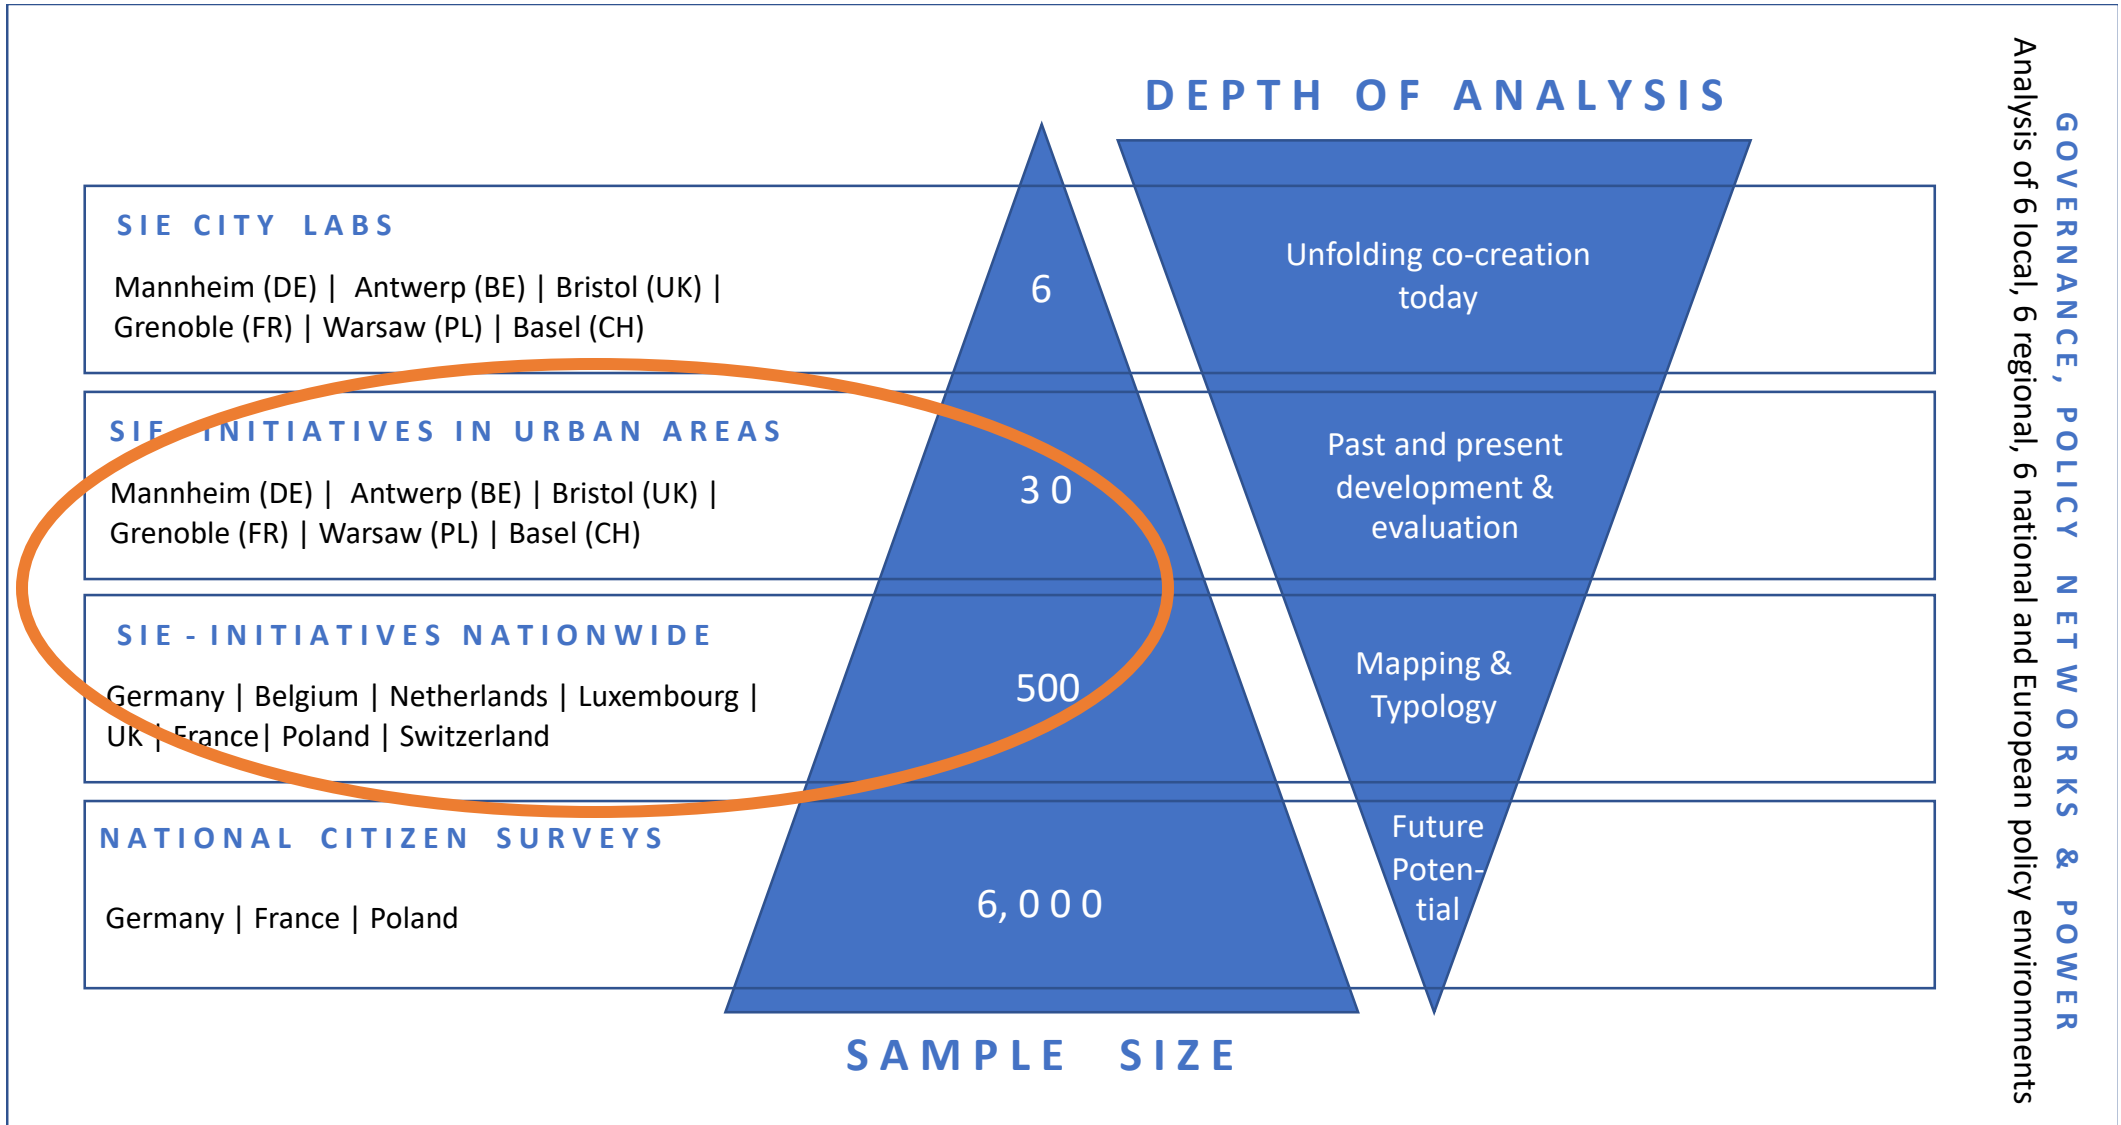 DEPTH OF ANALYSIS
SIE CITY LABS
Mannheim (DE) | Antwerp (BE) | Bristol (UK) |
Grenoble (FR) | Warsaw (PL) | Basel (CH)
6
Unfolding co-creation
today
SIE - INITIATIVES IN URBAN AREAS
Mannheim (DE) | Antwerp (BE) | Bristol (UK) |
Grenoble (FR) | Warsaw (PL) | Basel (CH)
30
Past and present
development &
evaluation
SIE - INITIATIVES NATIONWIDE
Germany | Belgium | Netherlands | Luxembourg |
UK | France| Poland | Switzerland
500
Mapping &
Typology
NATIONAL CITIZEN SURVEYS
Germany | France | Poland
6,000
Future
Poten-
tial
SAMPLE SIZE
GOVERNANCE, POLICY NETWORKS & POWER
Analysis of 6 local, 6 regional, 6 national and European policy environments